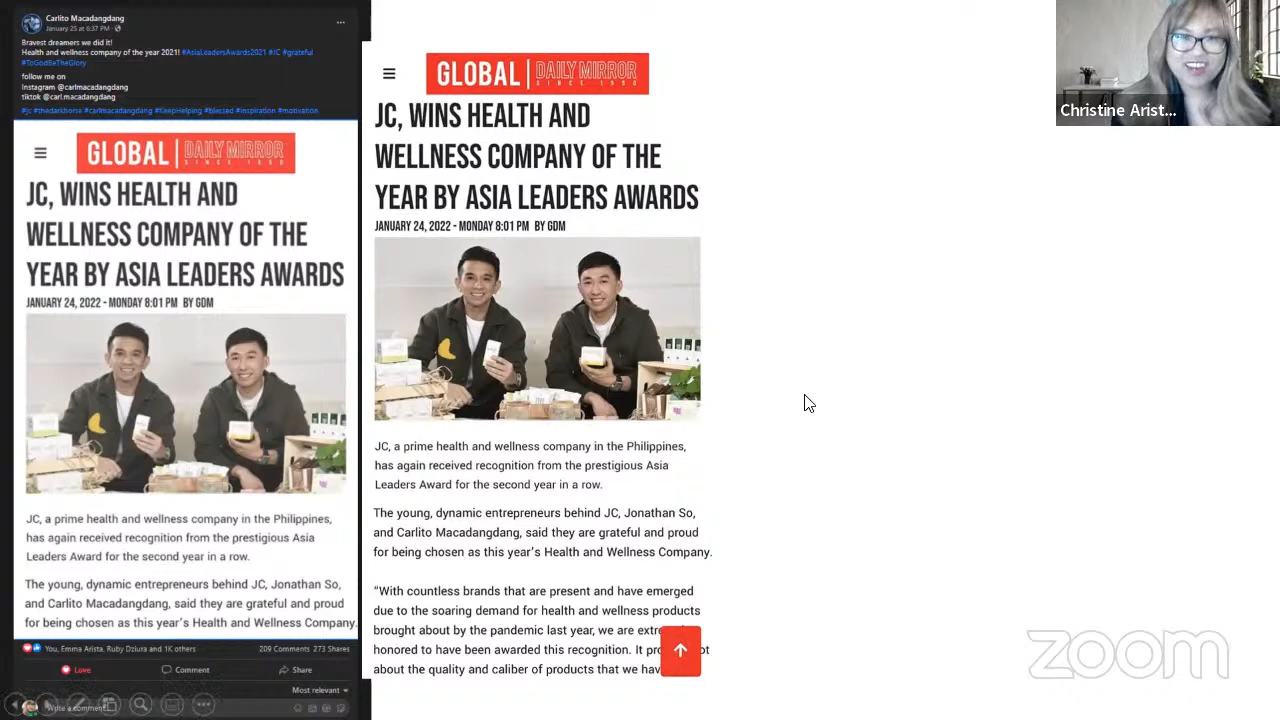 Carlito Macadangdang
January 25 at 6:37 PM ·
Bravest dreamers we did it!
Health and wellness company of the year 2021! #AsiaLeadersAwards2021 #JC #grateful
#ToGodBeTheGlory
follow me on
Instagram @carlmacadangdang
tiktok @carl.macadangdang
#jc #thedarkhorse #carlmacadangdang #KeepHelping #blessed #inspiration #motivation
GLOBAL | DAILY MIRROR
SINCE 1990
JC, WINS HEALTH AND
WELLNESS COMPANY OF THE
YEAR BY ASIA LEADERS AWARDS
JANUARY 24, 2022 - MONDAY 8:01 PM BY GDM
JC, a prime health and wellness company in the Philippines,
has again received recognition from the prestigious Asia
Leaders Award for the second year in a row.
The young, dynamic entrepreneurs behind JC, Jonathan So,
and Carlito Macadangdang, said they are grateful and proud
for being chosen as this year's Health and Wellness Company.
You, Emma Arista, Ruby Dziura and 1K others
209 Comments 273 Shares
Love
Comment
Share
Most relevant
Write a comment...
GLOBAL | DAILY MIRROR
SINCE 1990
JC, WINS HEALTH AND
WELLNESS COMPANY OF THE
YEAR BY ASIA LEADERS AWARDS
JANUARY 24, 2022 - MONDAY 8:01 PM BY GDM
JC, a prime health and wellness company in the Philippines,
has again received recognition from the prestigious Asia
Leaders Award for the second year in a row.
The young, dynamic entrepreneurs behind JC, Jonathan So,
and Carlito Macadangdang, said they are grateful and proud
for being chosen as this year's Health and Wellness Company.
“With countless brands that are present and have emerged
due to the soaring demand for health and wellness products
brought about by the pandemic last year, we are
honored to have been awarded this recognition. It
about the quality and caliber of products that we
Christine Arist...
zoom